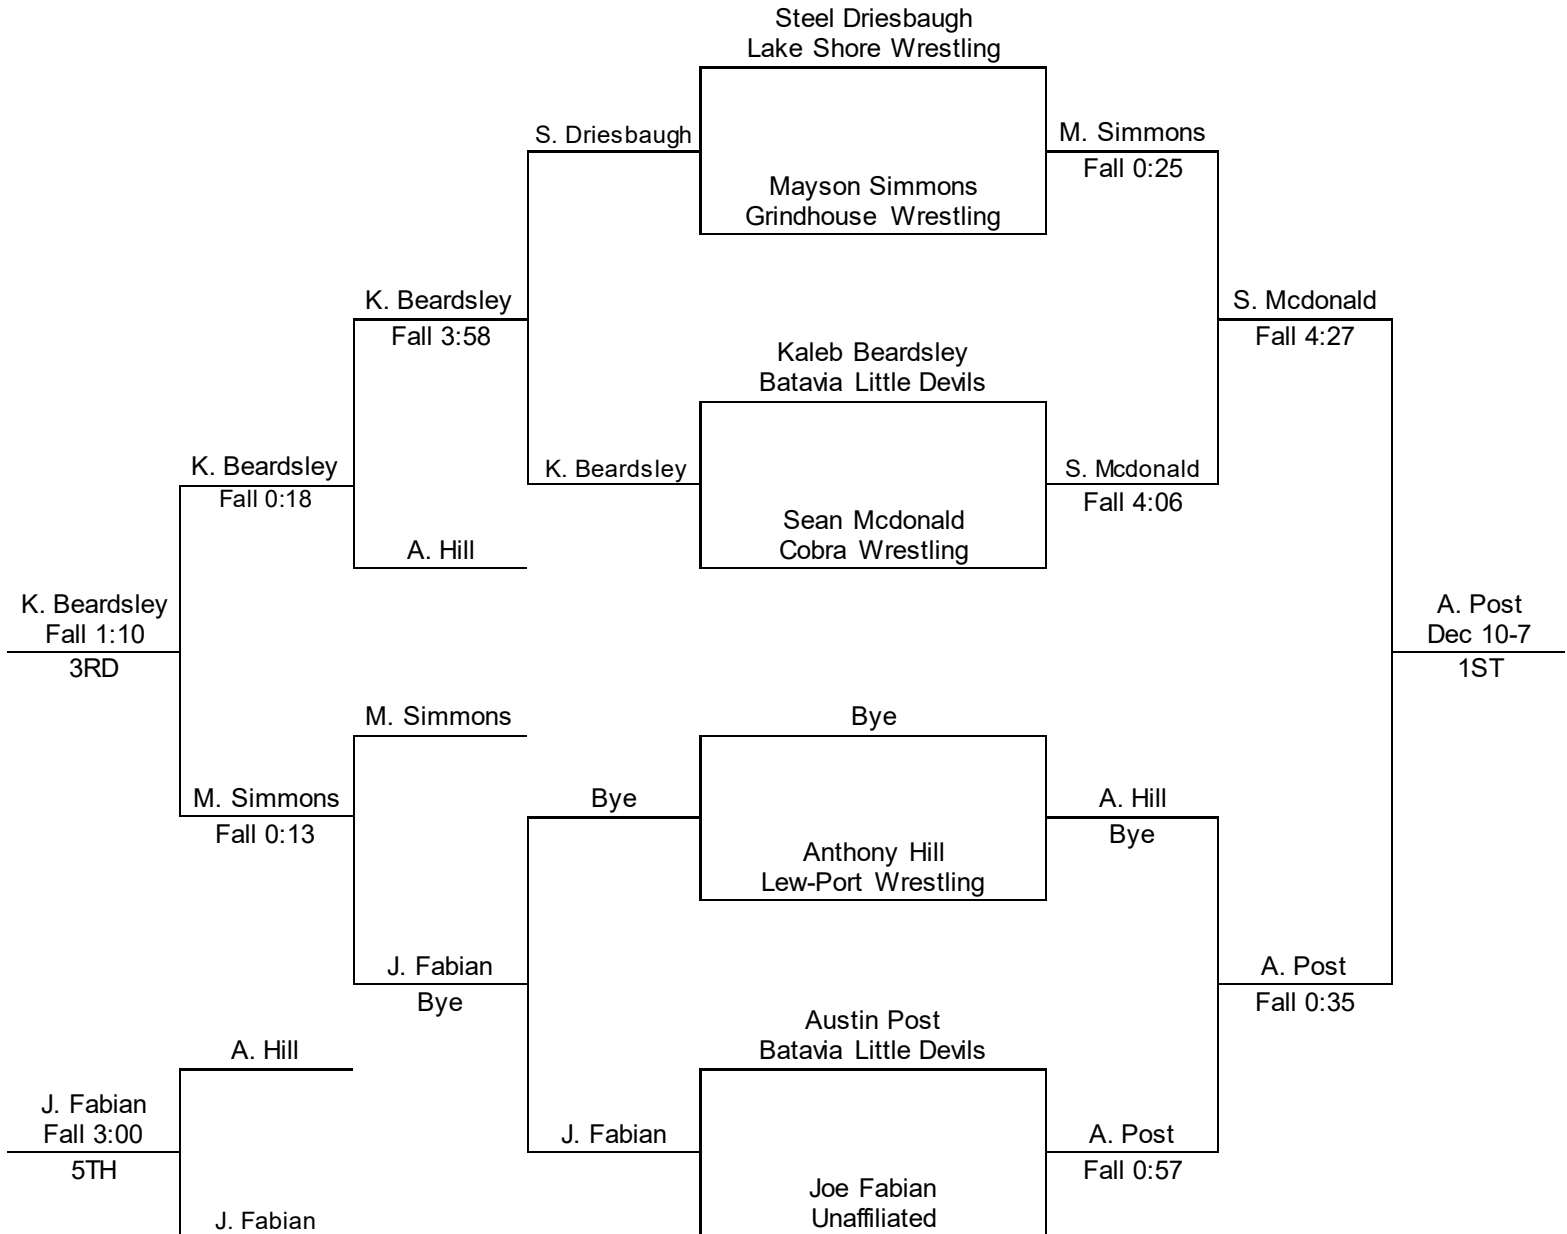 Steel Driesbaugh
Lake Shore Wrestling
S. Driesbaugh
M. Simmons
Fall 0:25
Mayson Simmons
Grindhouse Wrestling
K. Beardsley
Fall 3:58
S. Mcdonald
Fall 4:27
Kaleb Beardsley
Batavia Little Devils
K. Beardsley
Fall 0:18
K. Beardsley
S. Mcdonald
Fall 4:06
Sean Mcdonald
Cobra Wrestling
A. Hill
K. Beardsley
Fall 1:10
3RD
A. Post
Dec 10-7
1ST
M. Simmons
Bye
M. Simmons
Fall 0:13
Bye
A. Hill
Bye
Anthony Hill
Lew-Port Wrestling
J. Fabian
Bye
A. Post
Fall 0:35
Austin Post
Batavia Little Devils
A. Hill
J. Fabian
Fall 3:00
5TH
J. Fabian
A. Post
Fall 0:57
Joe Fabian
Unaffiliated
J. Fabian